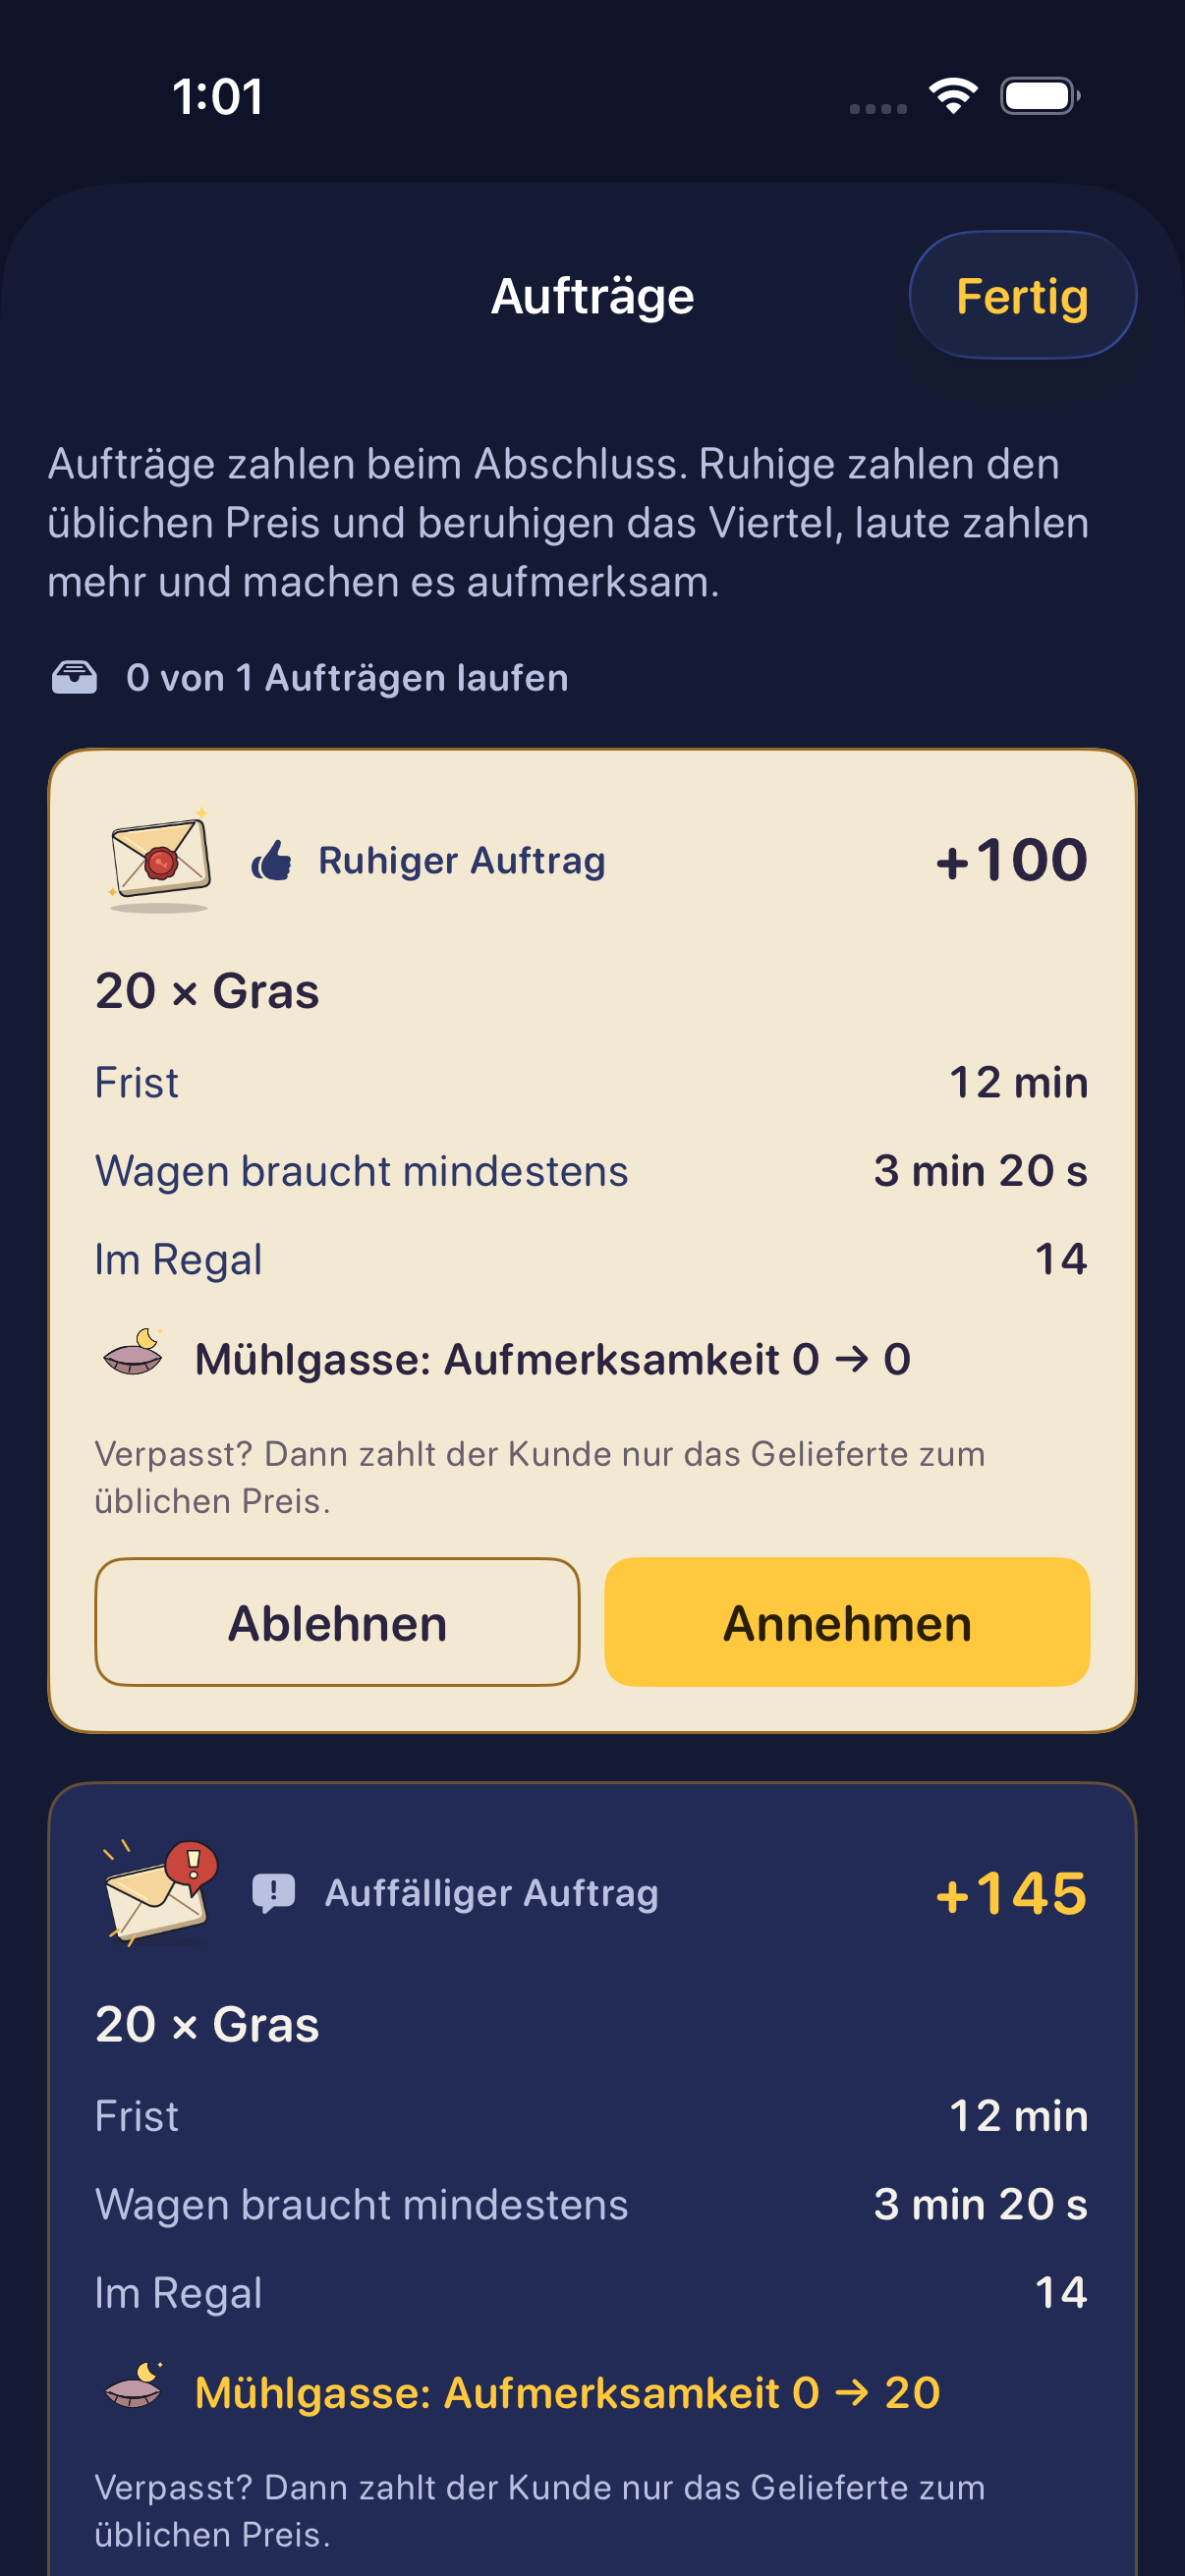 1:01
Aufträge
Fertig
Aufträge zahlen beim Abschluss. Ruhige zahlen den
üblichen Preis und beruhigen das Viertel, laute zahlen
mehr und machen es aufmerksam.
0 von 1 Aufträgen laufen
Ruhiger Auftrag
+100
20 × Gras
Frist
12 min
Wagen braucht mindestens
3 min 20 s
Im Regal
14
Mühlgasse: Aufmerksamkeit 0 → 0
Verpasst? Dann zahlt der Kunde nur das Gelieferte zum
üblichen Preis.
Ablehnen
Annehmen
Auffälliger Auftrag
+145
20 × Gras
Frist
12 min
Wagen braucht mindestens
3 min 20 s
Im Regal
14
Mühlgasse: Aufmerksamkeit 0 → 20
Verpasst? Dann zahlt der Kunde nur das Gelieferte zum
üblichen Preis.